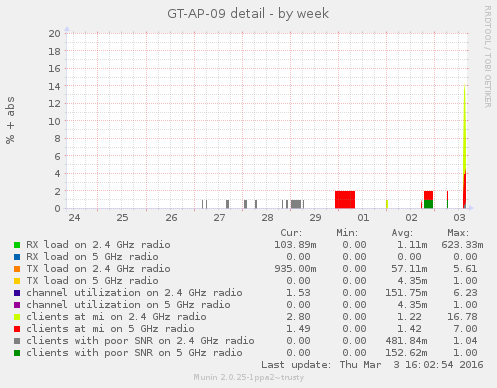 GT-AP-09 detail - by week
RRDTOOL / TOBI OETIKER
% + abs
20
18
16
14
12
10
8
6
4
2
0
24 25 26 27 28 29 01 02 03
Cur: Min: Avg: Max:
RX load on 2.4 GHz radio 103.89m 0.00 1.11m 623.33m
RX load on 5 GHz radio 0.00 0.00 0.00 0.00
TX load on 2.4 GHz radio 935.00m 0.00 57.11m 5.61
TX load on 5 GHz radio 0.00 0.00 4.35m 1.00
channel utilization on 2.4 GHz radio 1.53 0.00 151.75m 6.23
channel utilization on 5 GHz radio 0.00 0.00 4.35m 1.00
clients at mi on 2.4 GHz radio 2.80 0.00 1.22 16.78
clients at mi on 5 GHz radio 1.49 0.00 1.42 7.00
clients with poor SNR on 2.4 GHz radio 0.00 0.00 481.84m 1.04
clients with poor SNR on 5 GHz radio 0.00 0.00 152.62m 1.00
Last update: Thu Mar 3 16:02:54 2016
Munin 2.0.25-1ppa2~trusty